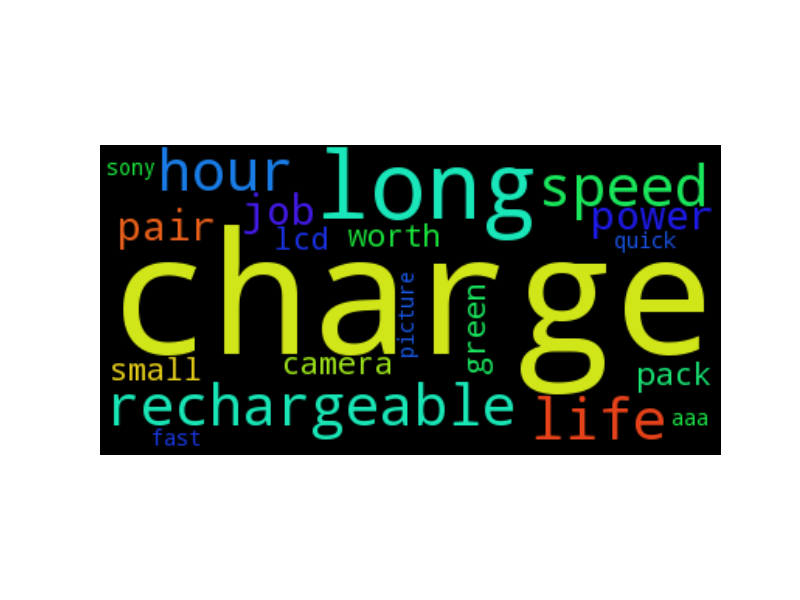 sony hour long speed
pair job power
lcd worth quick
charge
picture green
small camera pack
rechargeable life aaa
fast